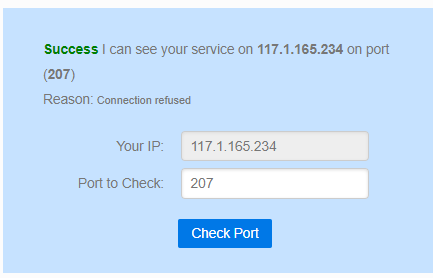 Success I can see your service on 117.1.165.234 on port
(207)
Reason: Connection refused
Your IP: 117.1.165.234
Port to Check: 207
Check Port